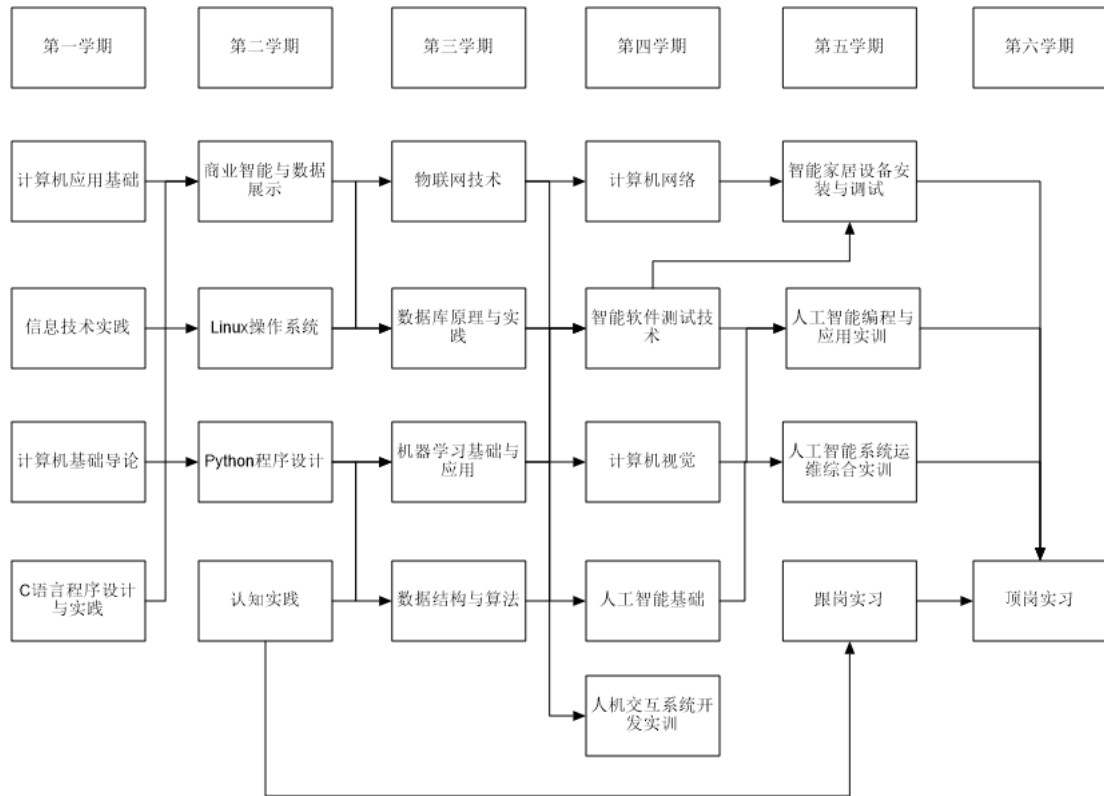 第一学期
第二学期
第三学期
第四学期
第五学期
第六学期
计算机应用基础
商业智能与数据
展示
物联网技术
计算机网络
智能家居设备安
装与调试
信息技术实践
Linux操作系统
数据库原理与实
践
智能软件测试技
术
人工智能编程与
应用实训
计算机基础导论
Python程序设计
机器学习基础与
应用
计算机视觉
人工智能系统运
维综合实训
C语言程序设计
与实践
认知实践
数据结构与算法
人工智能基础
跟岗实习
顶岗实习
人机交互系统开
发实训